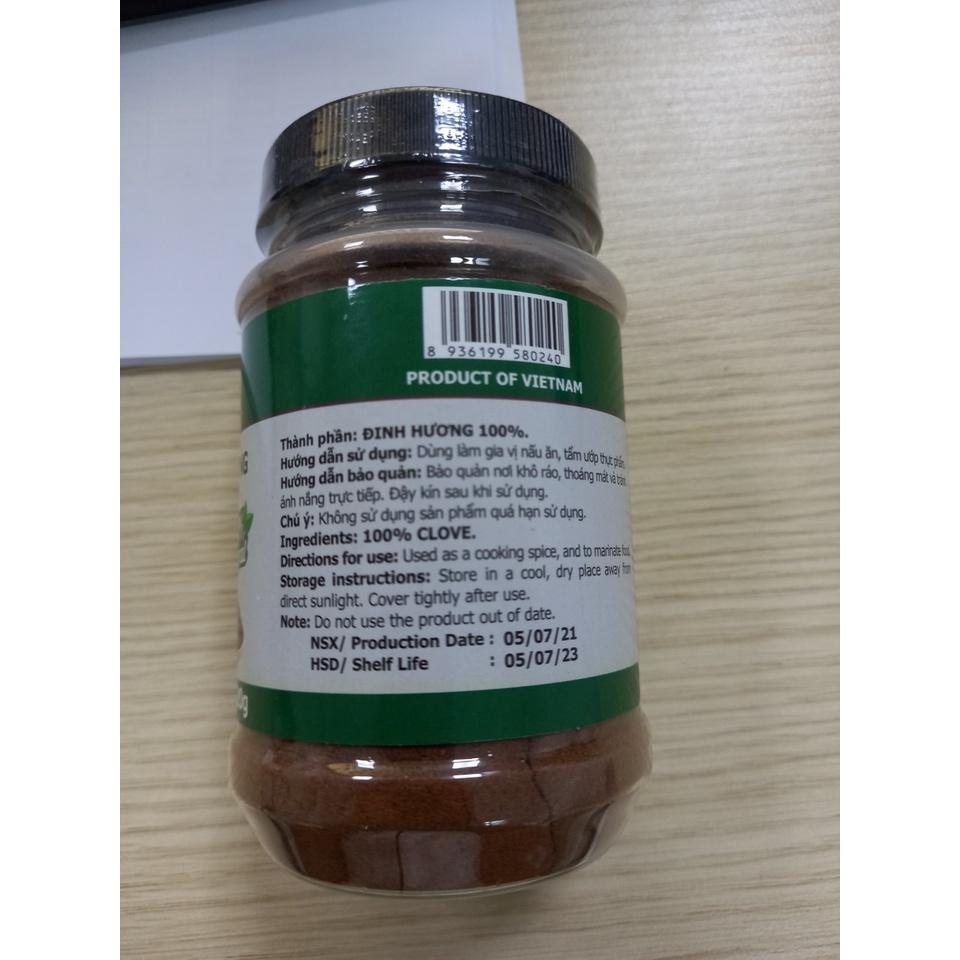 8 936199 580240
PRODUCT OF VIETNAM
Thành phần: ĐINH HƯƠNG 100%.
Hướng dẫn sử dụng: Dùng làm gia vị nấu ăn, tẩm ướp thực phẩm.
Hướng dẫn bảo quản: Bảo quản nơi khô ráo, thoáng mát và tránh
ánh nắng trực tiếp. Đậy kín sau khi sử dụng.
Chú ý: Không sử dụng sản phẩm quá hạn sử dụng.
Ingredients: 100% CLOVE.
Directions for use: Used as a cooking spice, and to marinate food.
Storage instructions: Store in a cool, dry place away from
direct sunlight. Cover tightly after use.
Note: Do not use the product out of date.
NSX/ Production Date : 05/07/21
HSD/ Shelf Life : 05/07/23